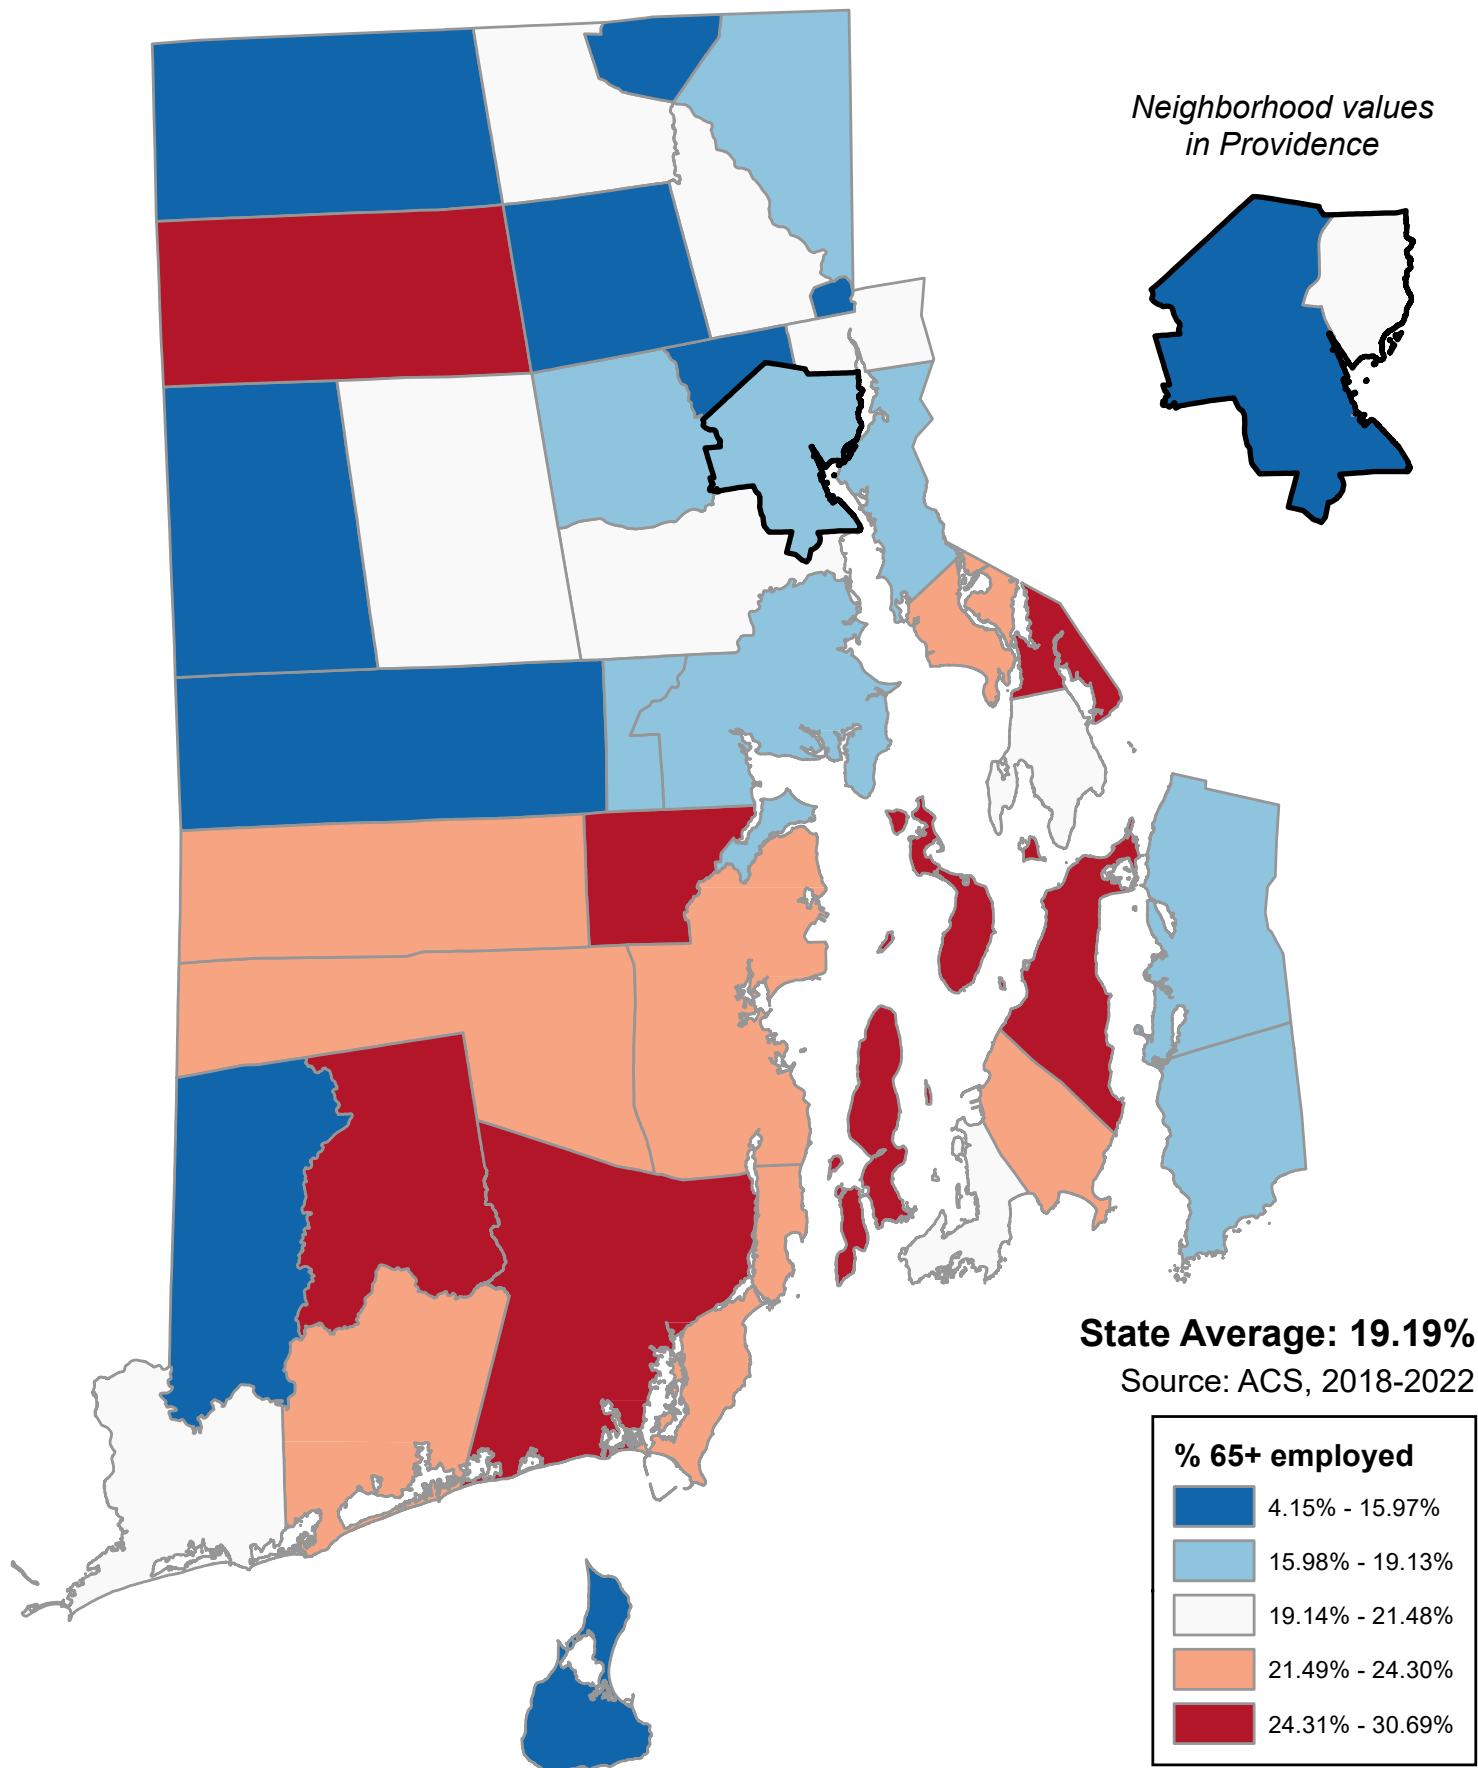 Neighborhood values
in Providence
State Average: 19.19%
Source: ACS, 2018-2022
% 65+ employed
4.15% - 15.97%
15.98% - 19.13%
19.14% - 21.48%
21.49% - 24.30%
24.31% - 30.69%